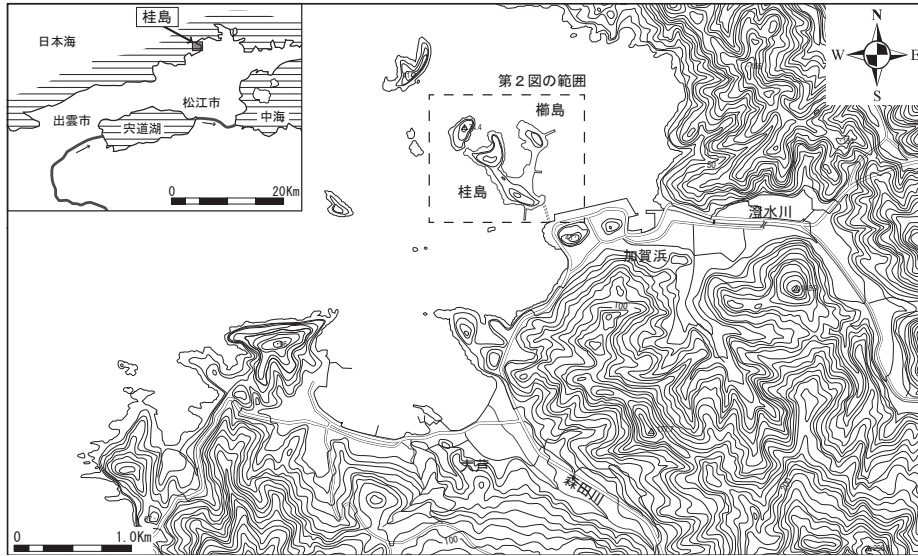 桂島
日本海
松江市
出雲市
宍道湖
中海
0 20Km
N
W E
S
第2図の範囲
櫛島
桂島
澄水川
加賀浜
100
大芦
森田川
100
0 1.0Km